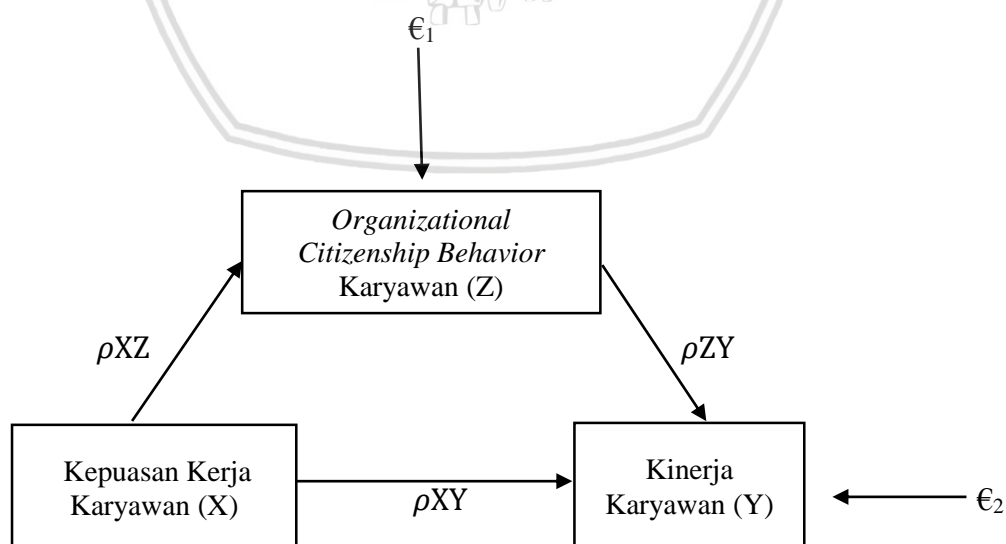 €1
Organizational
Citizenship Behavior
Karyawan (Z)
ρXZ
ρZY
Kepuasan Kerja
Karyawan (X)
ρXY
Kinerja
Karyawan (Y)
€2